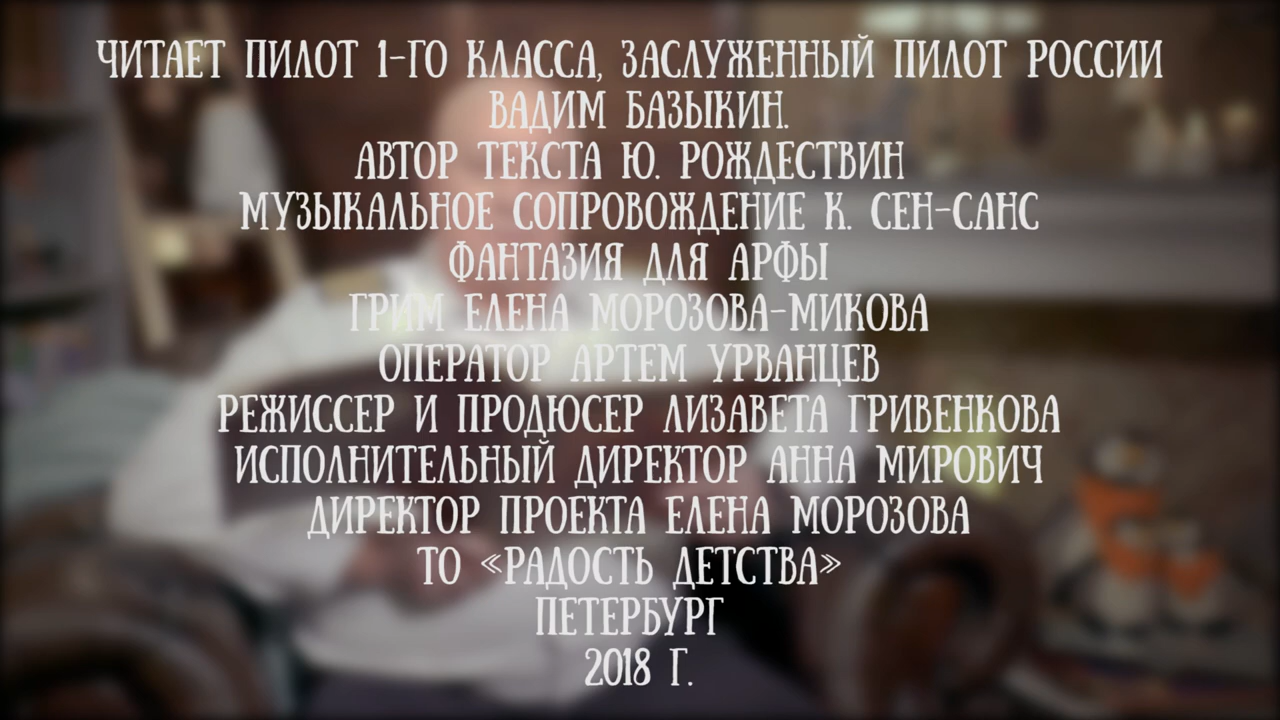 ЧИТАЕТ ПИЛОТ 1-ГО КЛАССА, ЗАСЛУЖЕННЫЙ ПИЛОТ РОССИИ
ВАДИМ БАЗЫКИН.
АВТОР ТЕКСТА Ю. РОЖДЕСТВИН
МУЗЫКАЛЬНОЕ СОПРОВОЖДЕНИЕ К. СЕН-САНС
ФАНТАЗИЯ ДЛЯ АРФЫ
ГРИМ ЕЛЕНА МОРОЗОВА-МИКОВА
ОПЕРАТОР АРТЕМ УРВАНЦЕВ
РЕЖИССЕР И ПРОДЮСЕР ЛИЗАВЕТА ГРИВЕНКОВА
ИСПОЛНИТЕЛЬНЫЙ ДИРЕКТОР АННА МИРОВИЧ
ДИРЕКТОР ПРОЕКТА ЕЛЕНА МОРОЗОВА
ТО «РАДОСТЬ ДЕТСТВА»
ПЕТЕРБУРГ
2018 Г.